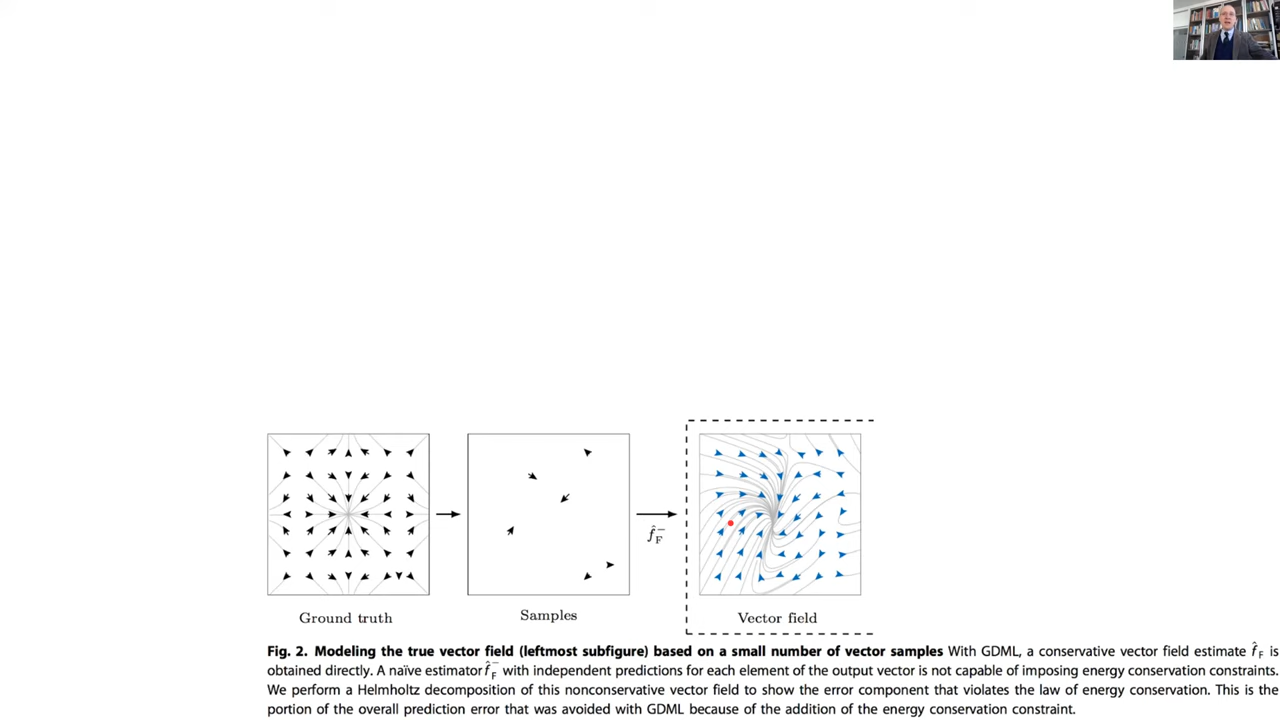 f̂_F^−
Ground truth
Samples
Vector field
Fig. 2. Modeling the true vector field (leftmost subfigure) based on a small number of vector samples With GDML, a conservative vector field estimate f̂_F is
obtained directly. A naïve estimator f̂_F^− with independent predictions for each element of the output vector is not capable of imposing energy conservation constraints.
We perform a Helmholtz decomposition of this nonconservative vector field to show the error component that violates the law of energy conservation. This is the
portion of the overall prediction error that was avoided with GDML because of the addition of the energy conservation constraint.